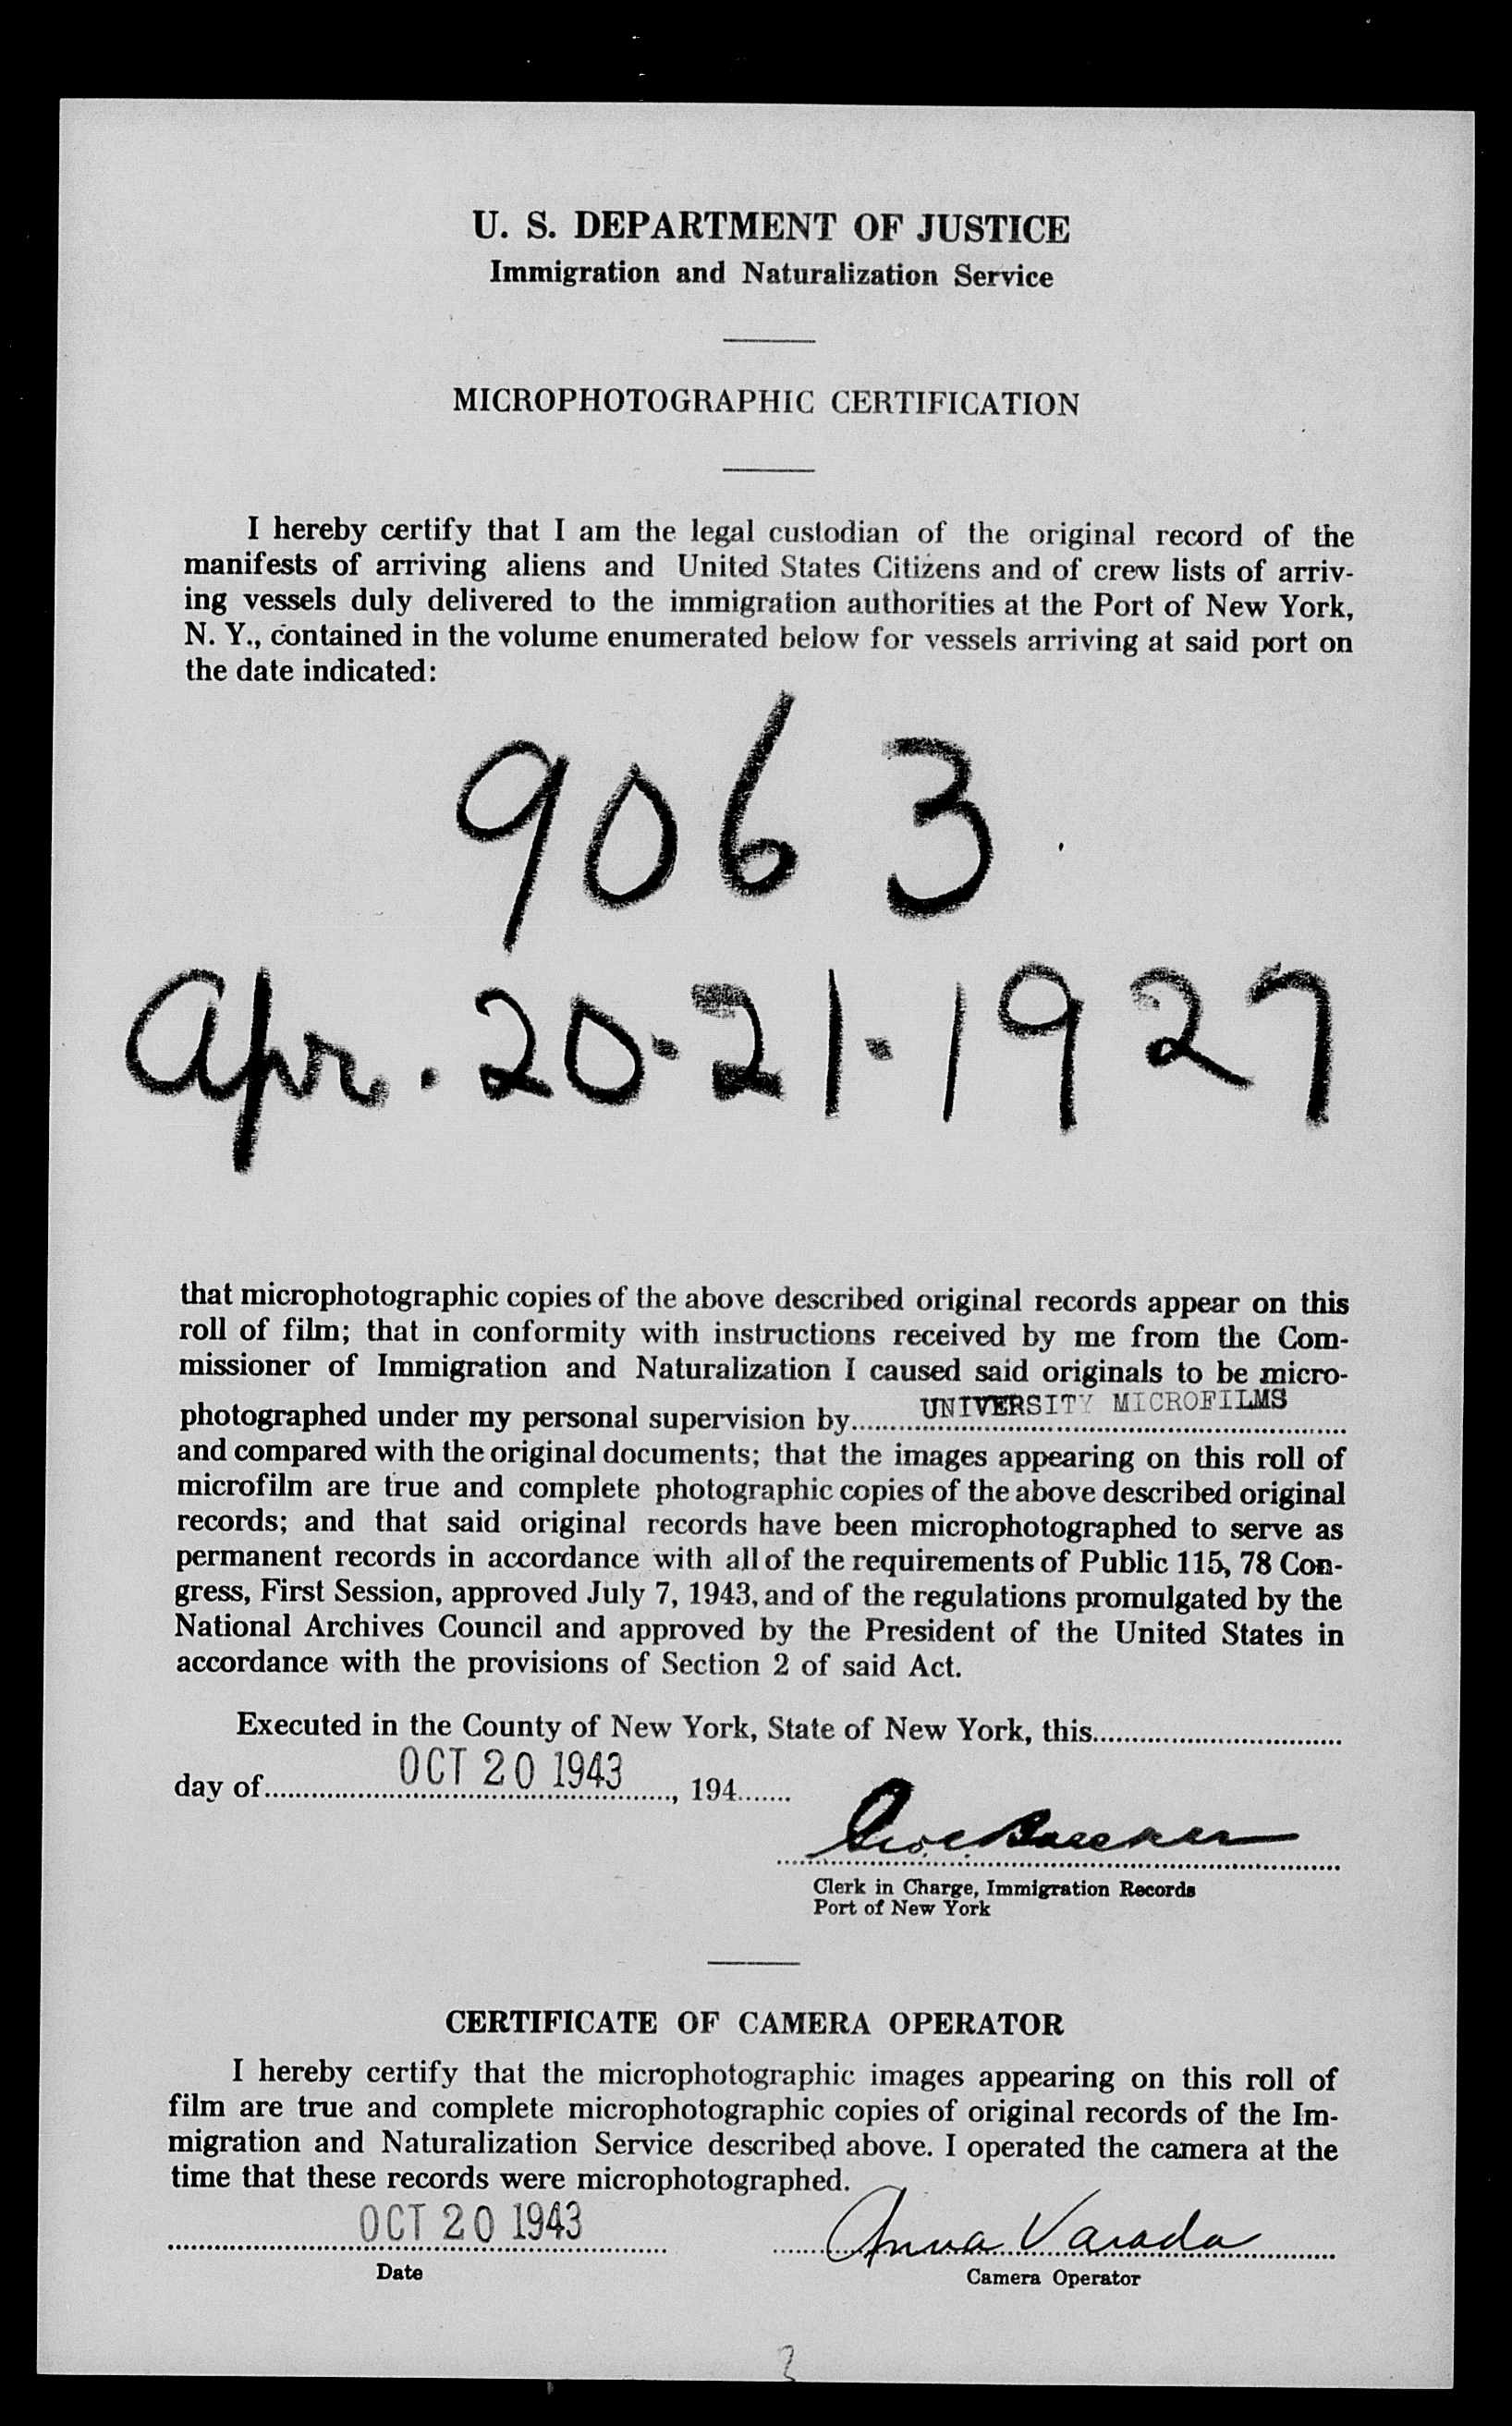 U. S. DEPARTMENT OF JUSTICE
Immigration and Naturalization Service
MICROPHOTOGRAPHIC CERTIFICATION
I hereby certify that I am the legal custodian of the original record of the
manifests of arriving aliens and United States Citizens and of crew lists of arriv-
ing vessels duly delivered to the immigration authorities at the Port of New York,
N. Y., contained in the volume enumerated below for vessels arriving at said port on
the date indicated:
9063
Apr. 20-21-1927
that microphotographic copies of the above described original records appear on this
roll of film; that in conformity with instructions received by me from the Com-
missioner of Immigration and Naturalization I caused said originals to be micro-
photographed under my personal supervision by UNIVERSITY MICROFILMS
and compared with the original documents; that the images appearing on this roll of
microfilm are true and complete photographic copies of the above described original
records; and that said original records have been microphotographed to serve as
permanent records in accordance with all of the requirements of Public 115, 78 Con-
gress, First Session, approved July 7, 1943, and of the regulations promulgated by the
National Archives Council and approved by the President of the United States in
accordance with the provisions of Section 2 of said Act.
Executed in the County of New York, State of New York, this
day of OCT 20 1943, 194
Clerk in Charge, Immigration Records
Port of New York
CERTIFICATE OF CAMERA OPERATOR
I hereby certify that the microphotographic images appearing on this roll of
film are true and complete microphotographic copies of original records of the Im-
migration and Naturalization Service described above. I operated the camera at the
time that these records were microphotographed.
OCT 20 1943 Anna Varada
Date Camera Operator